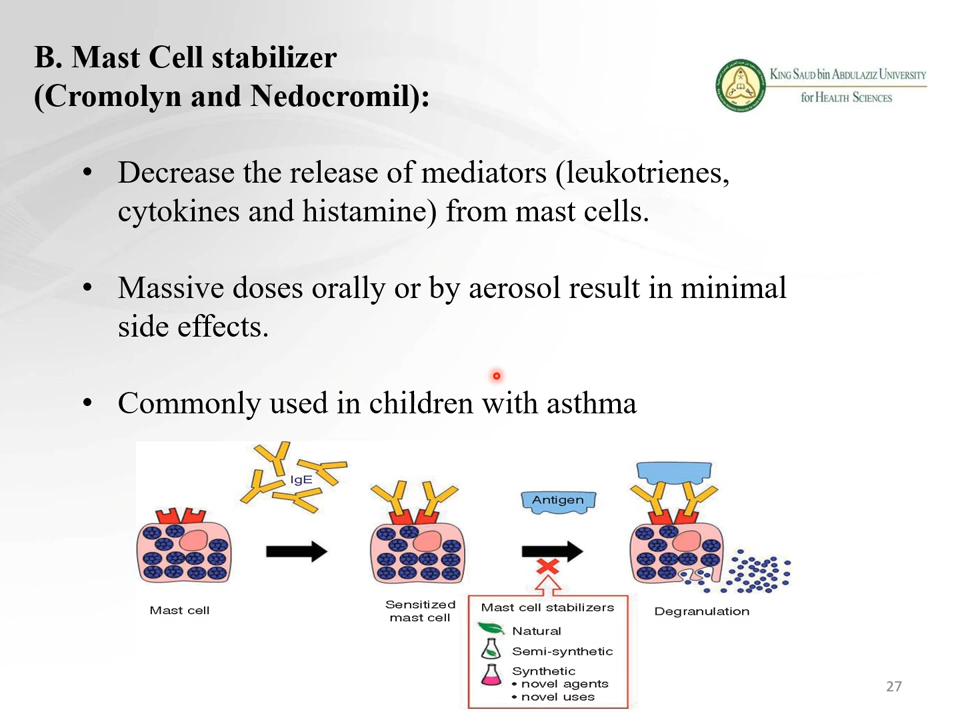 B. Mast Cell stabilizer
(Cromolyn and Nedocromil):
KING SAUD bin ABDULAZIZ UNIVERSITY
for HEALTH SCIENCES
• Decrease the release of mediators (leukotrienes,
cytokines and histamine) from mast cells.
• Massive doses orally or by aerosol result in minimal
side effects.
• Commonly used in children with asthma
IgE
Antigen
Mast cell
Sensitized
mast cell
Mast cell stabilizers
Natural
Semi-synthetic
Synthetic
• novel agents
• novel uses
Degranulation
27